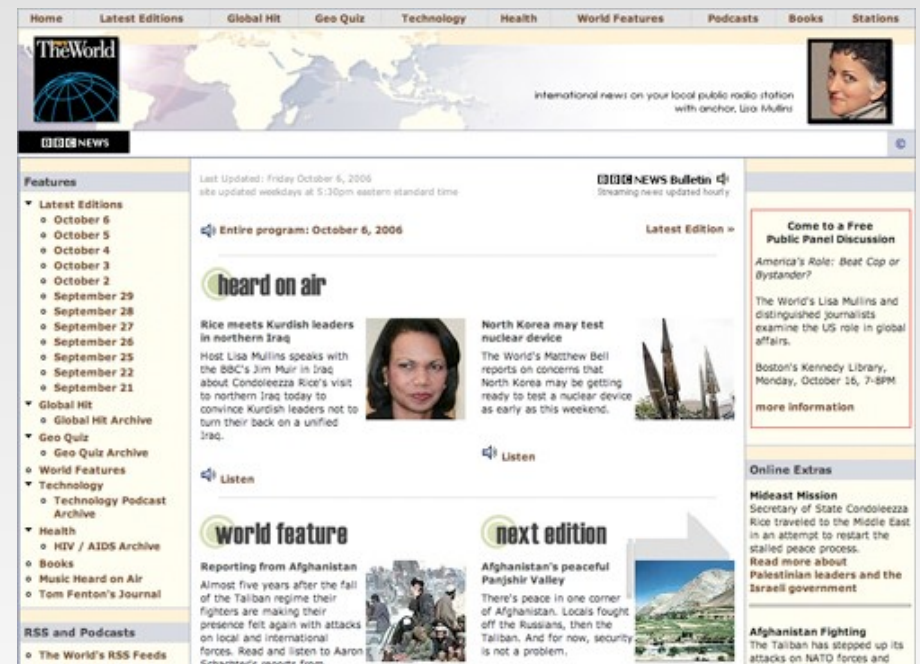 Home Latest Editions Global Hit Geo Quiz Technology Health World Features Podcasts Books Stations
TheWorld
international news on your local public radio station
with anchor, Lisa Mullins
BBC NEWS
©
Features
Latest Editions
October 6
October 5
October 4
October 3
October 2
September 29
September 28
September 27
September 26
September 25
September 22
September 21
Global Hit
Global Hit Archive
Geo Quiz
Geo Quiz Archive
World Features
Technology
Technology Podcast
Archive
Health
HIV / AIDS Archive
Books
Music Heard on Air
Tom Fenton's Journal
RSS and Podcasts
The World's RSS Feeds
Last Updated: Friday October 6, 2006
site updated weekdays at 5:30pm eastern standard time
BBC NEWS Bulletin
Streaming news updated hourly
Entire program: October 6, 2006
Latest Edition »
heard on air
Rice meets Kurdish leaders
in northern Iraq
Host Lisa Mullins speaks with
the BBC's Jim Muir in Iraq
about Condoleezza Rice's visit
to northern Iraq today to
convince Kurdish leaders not to
turn their back on a unified
Iraq.
Listen
North Korea may test
nuclear device
The World's Matthew Bell
reports on concerns that
North Korea may be getting
ready to test a nuclear device
as early as this weekend.
Listen
world feature
Reporting from Afghanistan
Almost five years after the fall
of the Taliban regime their
fighters are making their
presence felt again with attacks
on local and international
forces. Read and listen to Aaron
Schachter's reports from
next edition
Afghanistan's peaceful
Panjshir Valley
There's peace in one corner
of Afghanistan. Locals fought
off the Russians, then the
Taliban. And for now, security
is not a problem.
Come to a Free
Public Panel Discussion
America's Role: Beat Cop or
Bystander?
The World's Lisa Mullins and
distinguished journalists
examine the US role in global
affairs.
Boston's Kennedy Library,
Monday, October 16, 7-8PM
more information
Online Extras
Mideast Mission
Secretary of State Condoleezza
Rice traveled to the Middle East
in an attempt to restart the
stalled peace process.
Read more about
Palestinian leaders and the
Israeli government
Afghanistan Fighting
The Taliban has stepped up its
attacks on NATO forces and